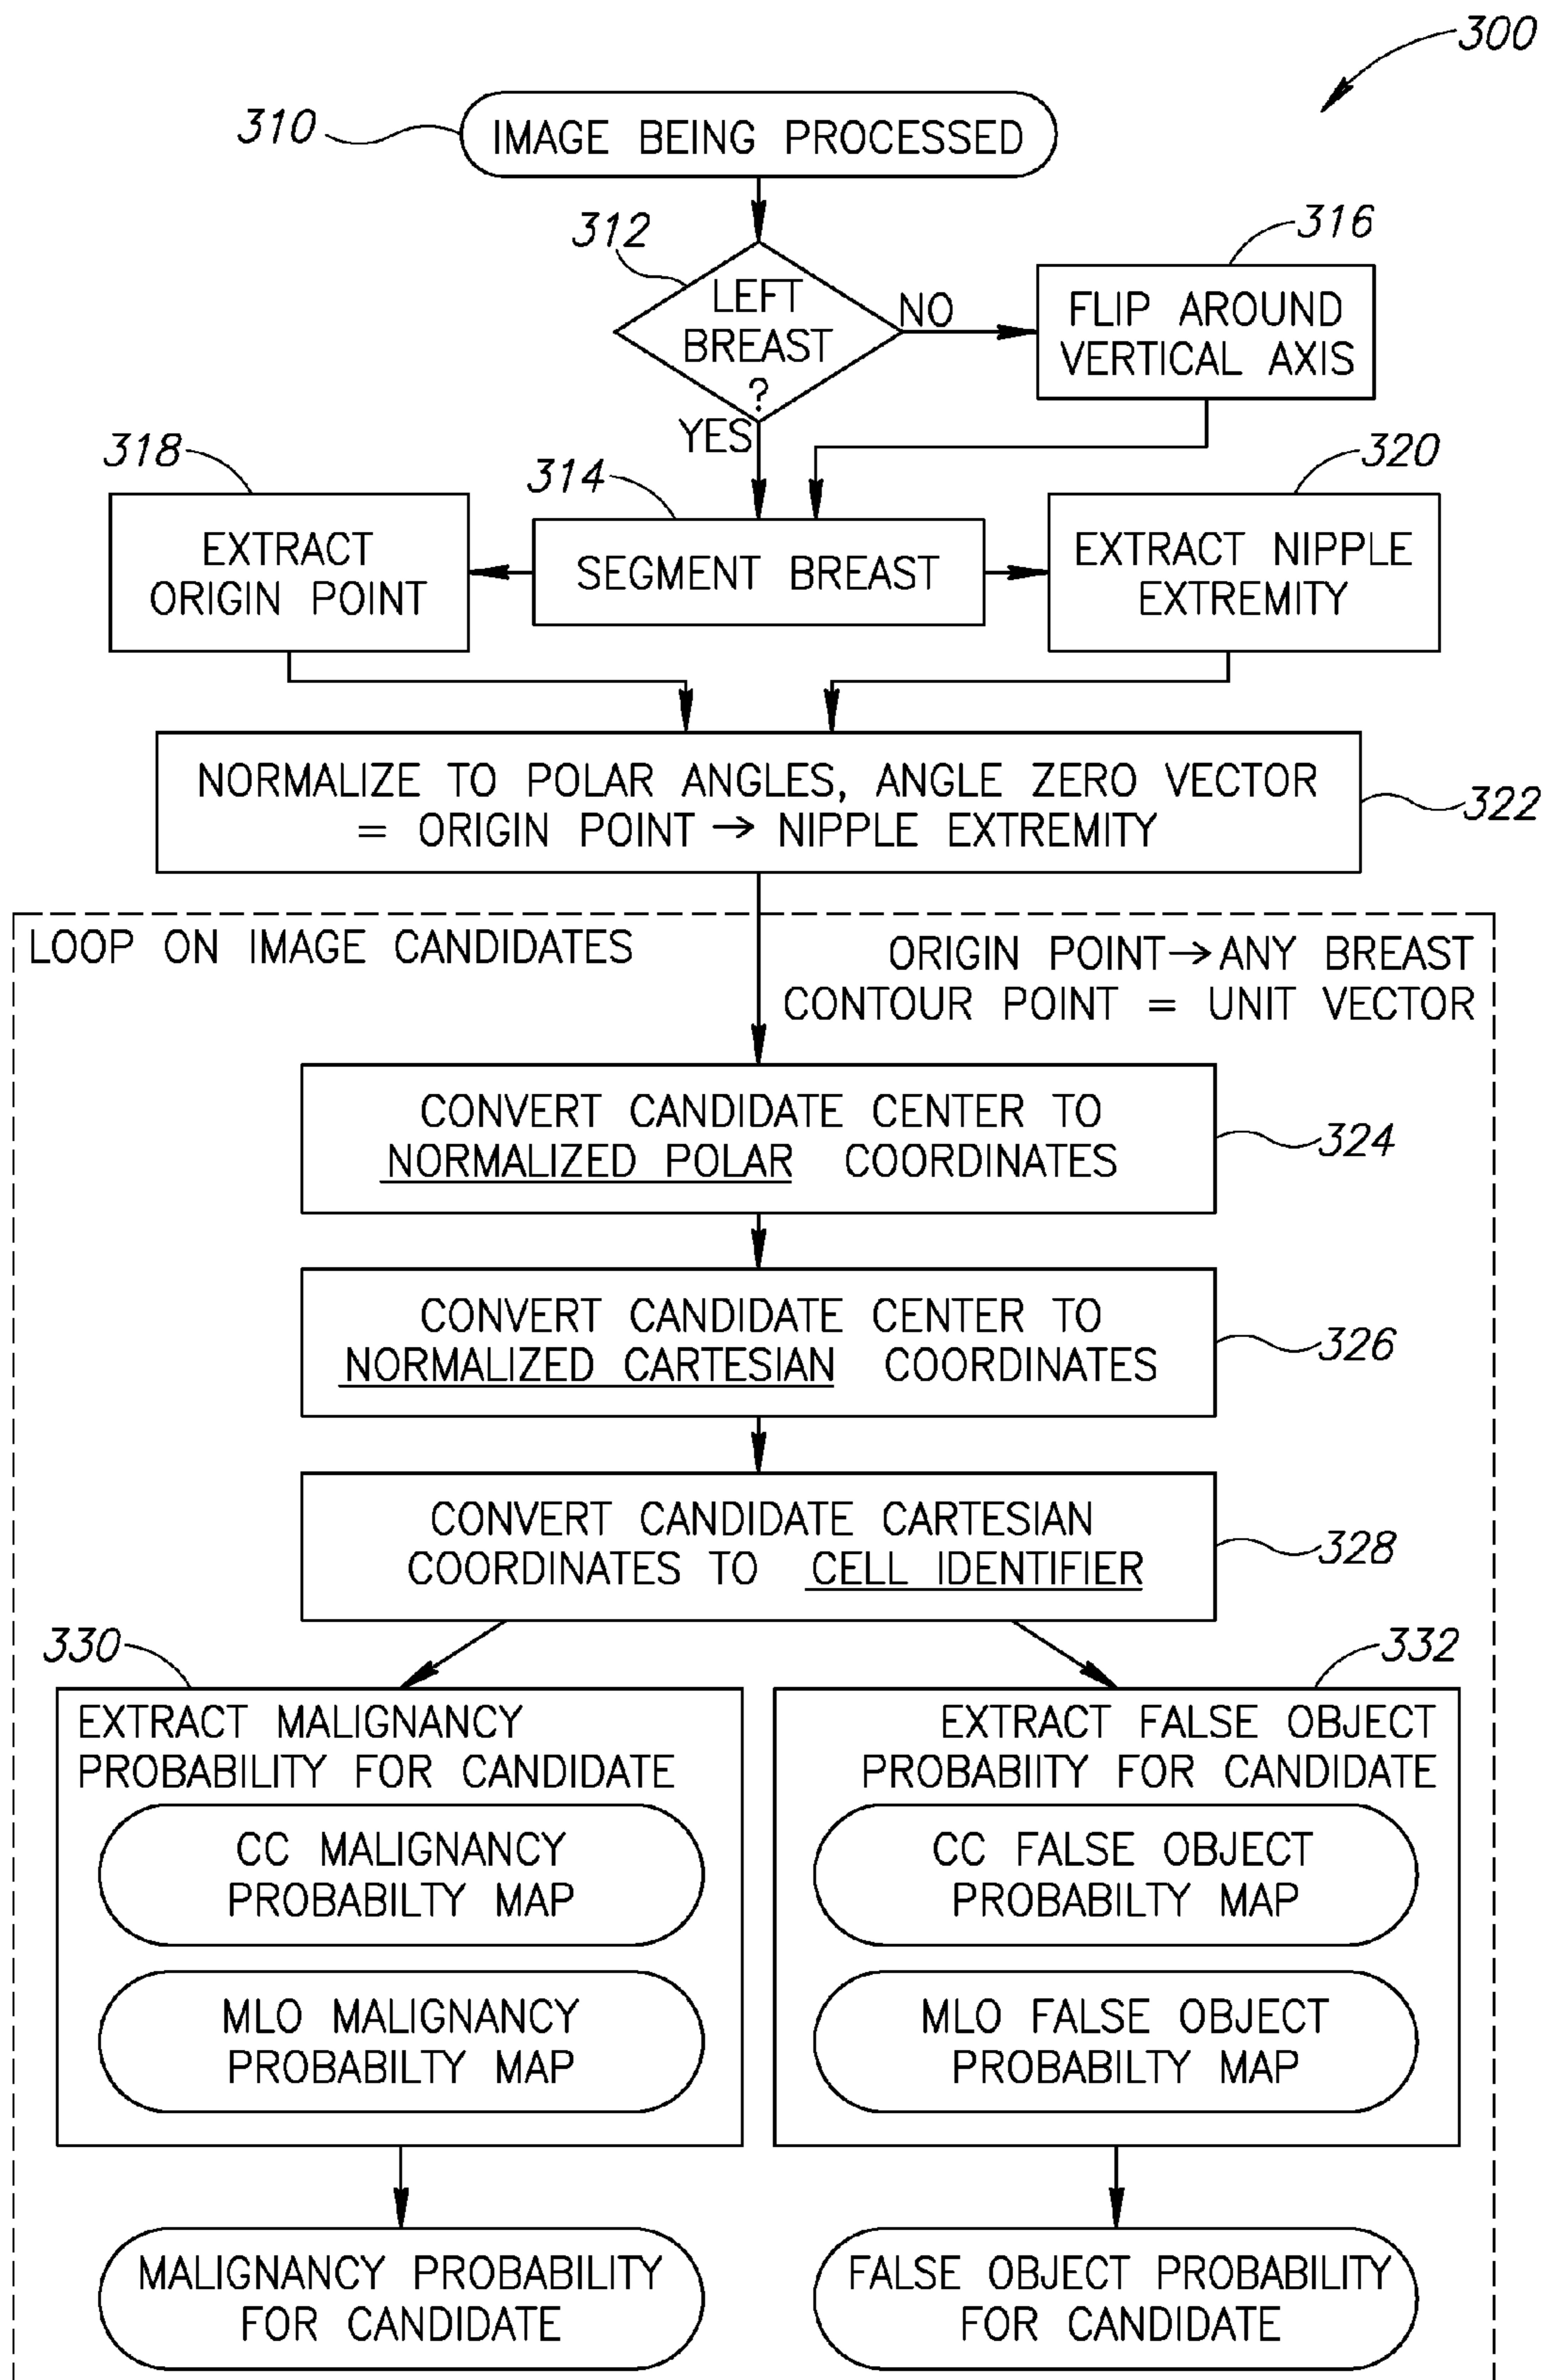 300
310
IMAGE BEING PROCESSED
312
LEFT
BREAST
?
NO
316
FLIP AROUND
VERTICAL AXIS
YES
318
EXTRACT
ORIGIN POINT
314
SEGMENT BREAST
320
EXTRACT NIPPLE
EXTREMITY
NORMALIZE TO POLAR ANGLES, ANGLE ZERO VECTOR
= ORIGIN POINT → NIPPLE EXTREMITY
322
LOOP ON IMAGE CANDIDATES
ORIGIN POINT→ANY BREAST
CONTOUR POINT = UNIT VECTOR
CONVERT CANDIDATE CENTER TO
NORMALIZED POLAR COORDINATES
324
CONVERT CANDIDATE CENTER TO
NORMALIZED CARTESIAN COORDINATES
326
CONVERT CANDIDATE CARTESIAN
COORDINATES TO CELL IDENTIFIER
328
330
EXTRACT MALIGNANCY
PROBABILITY FOR CANDIDATE
CC MALIGNANCY
PROBABILTY MAP
MLO MALIGNANCY
PROBABILTY MAP
MALIGNANCY PROBABILITY
FOR CANDIDATE
332
EXTRACT FALSE OBJECT
PROBABIITY FOR CANDIDATE
CC FALSE OBJECT
PROBABILTY MAP
MLO FALSE OBJECT
PROBABILTY MAP
FALSE OBJECT PROBABILITY
FOR CANDIDATE